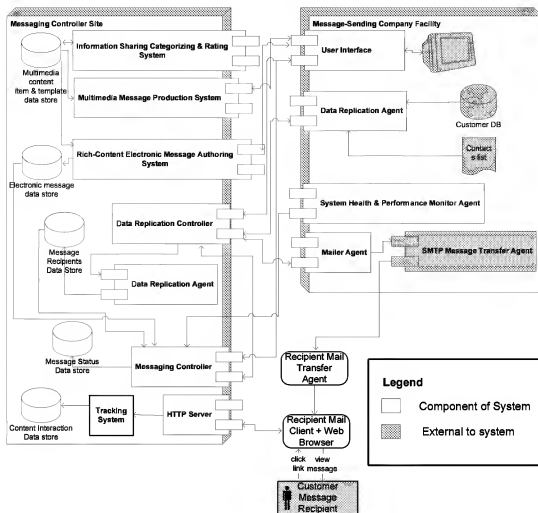 Messaging Controller Site
Information Sharing Categorizing & Rating
System
Multimedia
content
item & template
data store
Multimedia Message Production System
Rich-Content Electronic Message Authoring
System
Electronic message
data store
Data Replication Controller
Message
Recipients
Data Store
Data Replication Agent
Message Status
Data store
Messaging Controller
Content Interaction
Data store
Tracking
System
HTTP Server
Message-Sending Company Facility
User Interface
Data Replication Agent
Customer DB
Contact
s list
System Health & Performance Monitor Agent
Mailer Agent
SMTP Message Transfer Agent
Recipient Mail
Transfer
Agent
Recipient Mail
Client + Web
Browser
click
link
view
message
Customer
Message
Recipient
Legend
Component of System
External to system